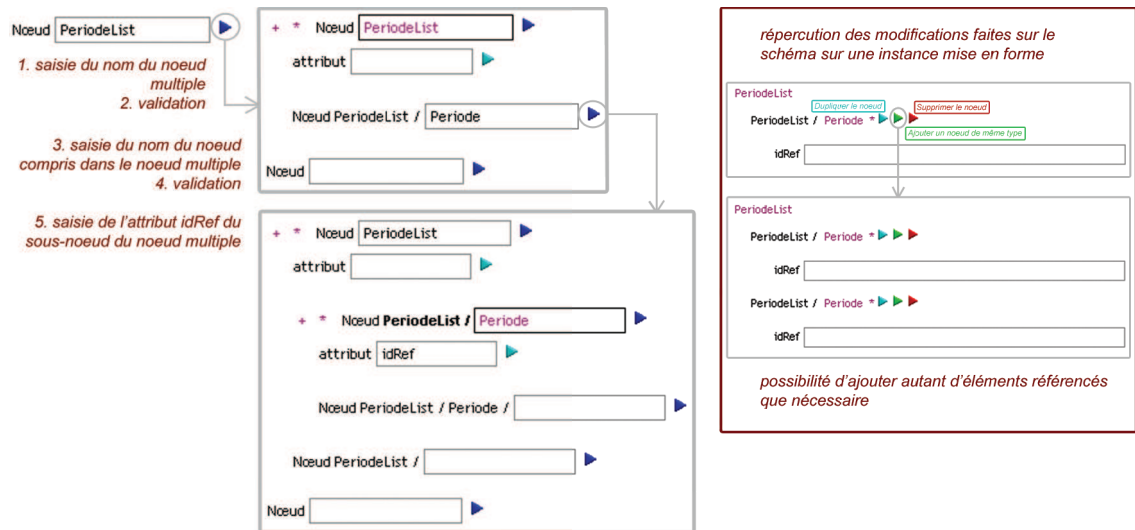 Nœud PeriodeList
1. saisie du nom du noeud
multiple
2. validation
3. saisie du nom du noeud
compris dans le noeud multiple
4. validation
5. saisie de l'attribut idRef du
sous-noeud du noeud multiple
+ * Nœud PeriodeList
attribut
Nœud PeriodeList / Periode
Nœud
+ * Nœud PeriodeList
attribut
+ * Nœud PeriodeList / Periode
attribut idRef
Nœud PeriodeList / Periode /
Nœud PeriodeList /
Nœud
répercution des modifications faites sur le
schéma sur une instance mise en forme
PeriodeList
Dupliquer le noeud Supprimer le noeud
PeriodeList / Periode *
Ajouter un noeud de même type
idRef
PeriodeList
PeriodeList / Periode *
idRef
PeriodeList / Periode *
idRef
possibilité d'ajouter autant d'éléments référencés
que nécessaire